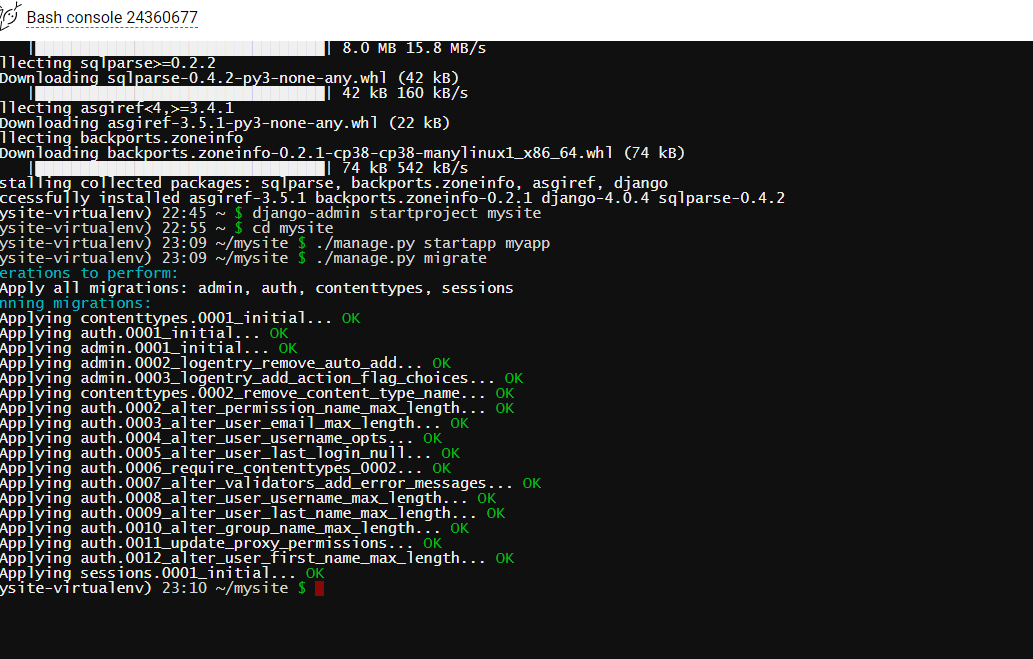 Bash console 24360677
| 8.0 MB 15.8 MB/s
llecting sqlparse>=0.2.2
Downloading sqlparse-0.4.2-py3-none-any.whl (42 kB)
|████████████████████████████████| 42 kB 160 kB/s
llecting asgiref<4,>=3.4.1
Downloading asgiref-3.5.1-py3-none-any.whl (22 kB)
llecting backports.zoneinfo
Downloading backports.zoneinfo-0.2.1-cp38-cp38-manylinux1_x86_64.whl (74 kB)
|████████████████████████████████| 74 kB 542 kB/s
stalling collected packages: sqlparse, backports.zoneinfo, asgiref, django
ccessfully installed asgiref-3.5.1 backports.zoneinfo-0.2.1 django-4.0.4 sqlparse-0.4.2
ysite-virtualenv) 22:45 ~ $ django-admin startproject mysite
ysite-virtualenv) 22:55 ~ $ cd mysite
ysite-virtualenv) 23:09 ~/mysite $ ./manage.py startapp myapp
ysite-virtualenv) 23:09 ~/mysite $ ./manage.py migrate
erations to perform:
Apply all migrations: admin, auth, contenttypes, sessions
nning migrations:
Applying contenttypes.0001_initial... OK
Applying auth.0001_initial... OK
Applying admin.0001_initial... OK
Applying admin.0002_logentry_remove_auto_add... OK
Applying admin.0003_logentry_add_action_flag_choices... OK
Applying contenttypes.0002_remove_content_type_name... OK
Applying auth.0002_alter_permission_name_max_length... OK
Applying auth.0003_alter_user_email_max_length... OK
Applying auth.0004_alter_user_username_opts... OK
Applying auth.0005_alter_user_last_login_null... OK
Applying auth.0006_require_contenttypes_0002... OK
Applying auth.0007_alter_validators_add_error_messages... OK
Applying auth.0008_alter_user_username_max_length... OK
Applying auth.0009_alter_user_last_name_max_length... OK
Applying auth.0010_alter_group_name_max_length... OK
Applying auth.0011_update_proxy_permissions... OK
Applying auth.0012_alter_user_first_name_max_length... OK
Applying sessions.0001_initial... OK
ysite-virtualenv) 23:10 ~/mysite $